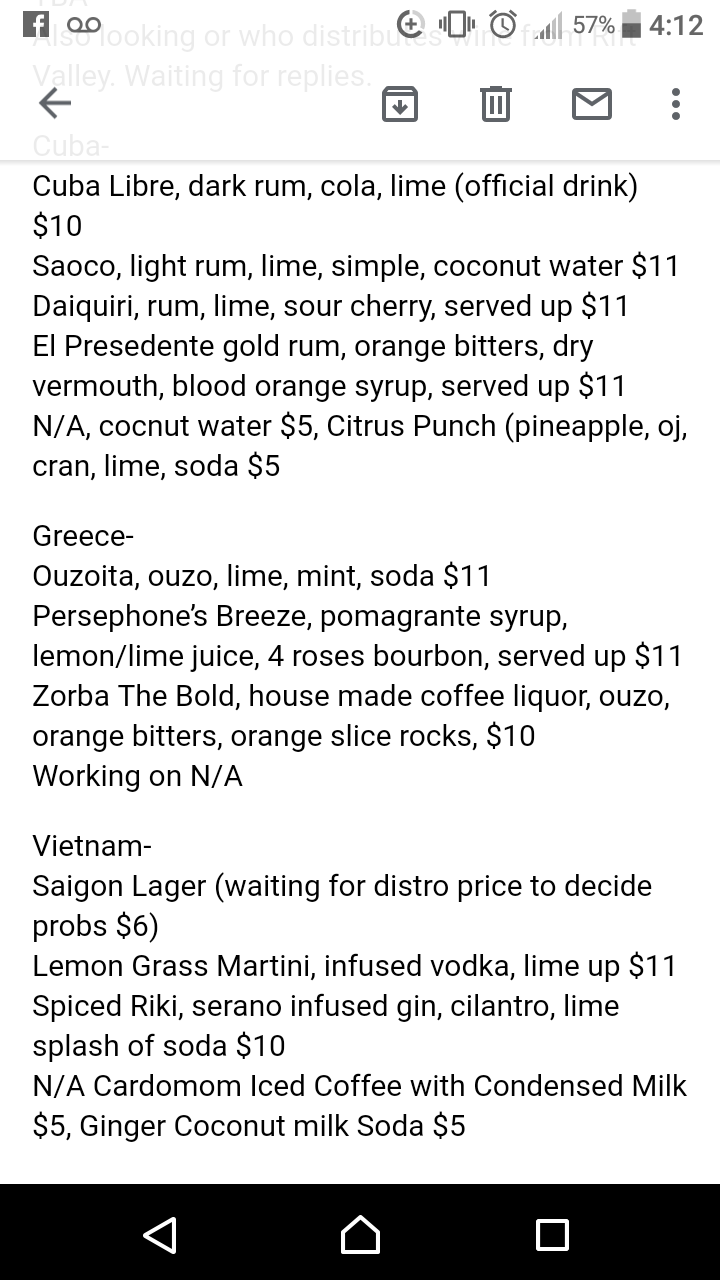 TBA
57% 4:12
Also looking or who distributes wine from Rift
Valley. Waiting for replies.
Cuba-
Cuba Libre, dark rum, cola, lime (official drink)
$10
Saoco, light rum, lime, simple, coconut water $11
Daiquiri, rum, lime, sour cherry, served up $11
El Presedente gold rum, orange bitters, dry
vermouth, blood orange syrup, served up $11
N/A, cocnut water $5, Citrus Punch (pineapple, oj,
cran, lime, soda $5
Greece-
Ouzoita, ouzo, lime, mint, soda $11
Persephone’s Breeze, pomagrante syrup,
lemon/lime juice, 4 roses bourbon, served up $11
Zorba The Bold, house made coffee liquor, ouzo,
orange bitters, orange slice rocks, $10
Working on N/A
Vietnam-
Saigon Lager (waiting for distro price to decide
probs $6)
Lemon Grass Martini, infused vodka, lime up $11
Spiced Riki, serano infused gin, cilantro, lime
splash of soda $10
N/A Cardomom Iced Coffee with Condensed Milk
$5, Ginger Coconut milk Soda $5